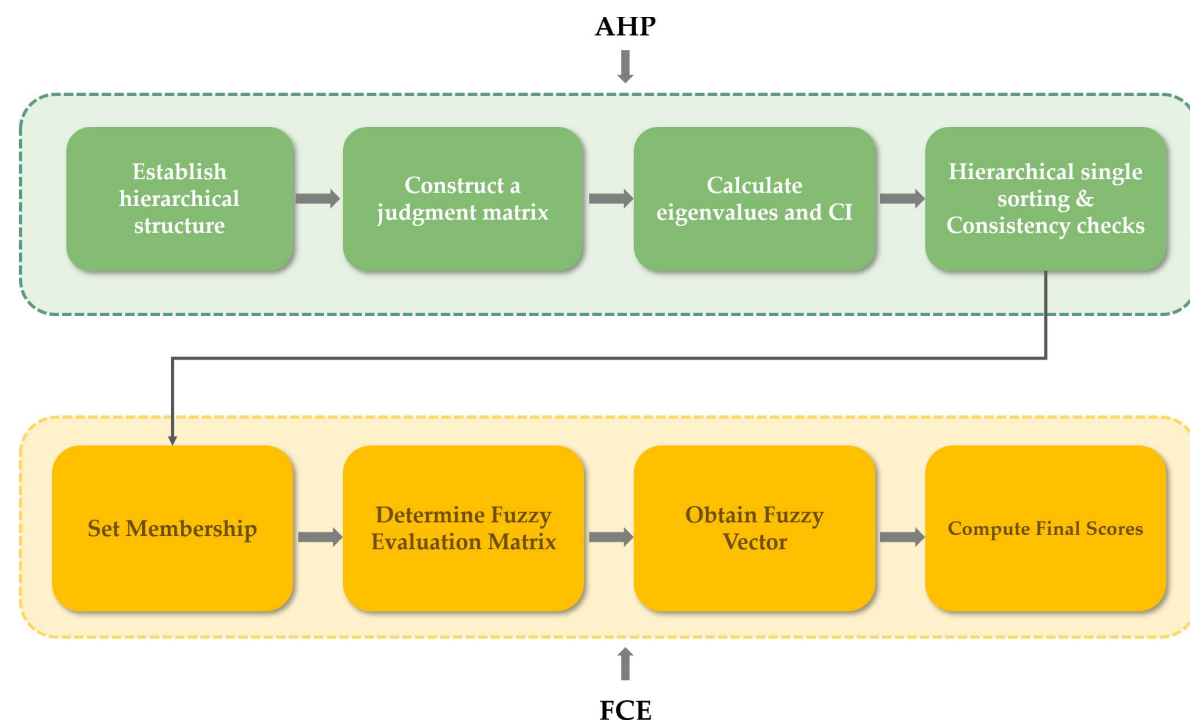 AHP
Establish
hierarchical
structure
Construct a
judgment matrix
Calculate
eigenvalues and CI
Hierarchical single
sorting &
Consistency checks
Set Membership
Determine Fuzzy
Evaluation Matrix
Obtain Fuzzy
Vector
Compute Final Scores
FCE